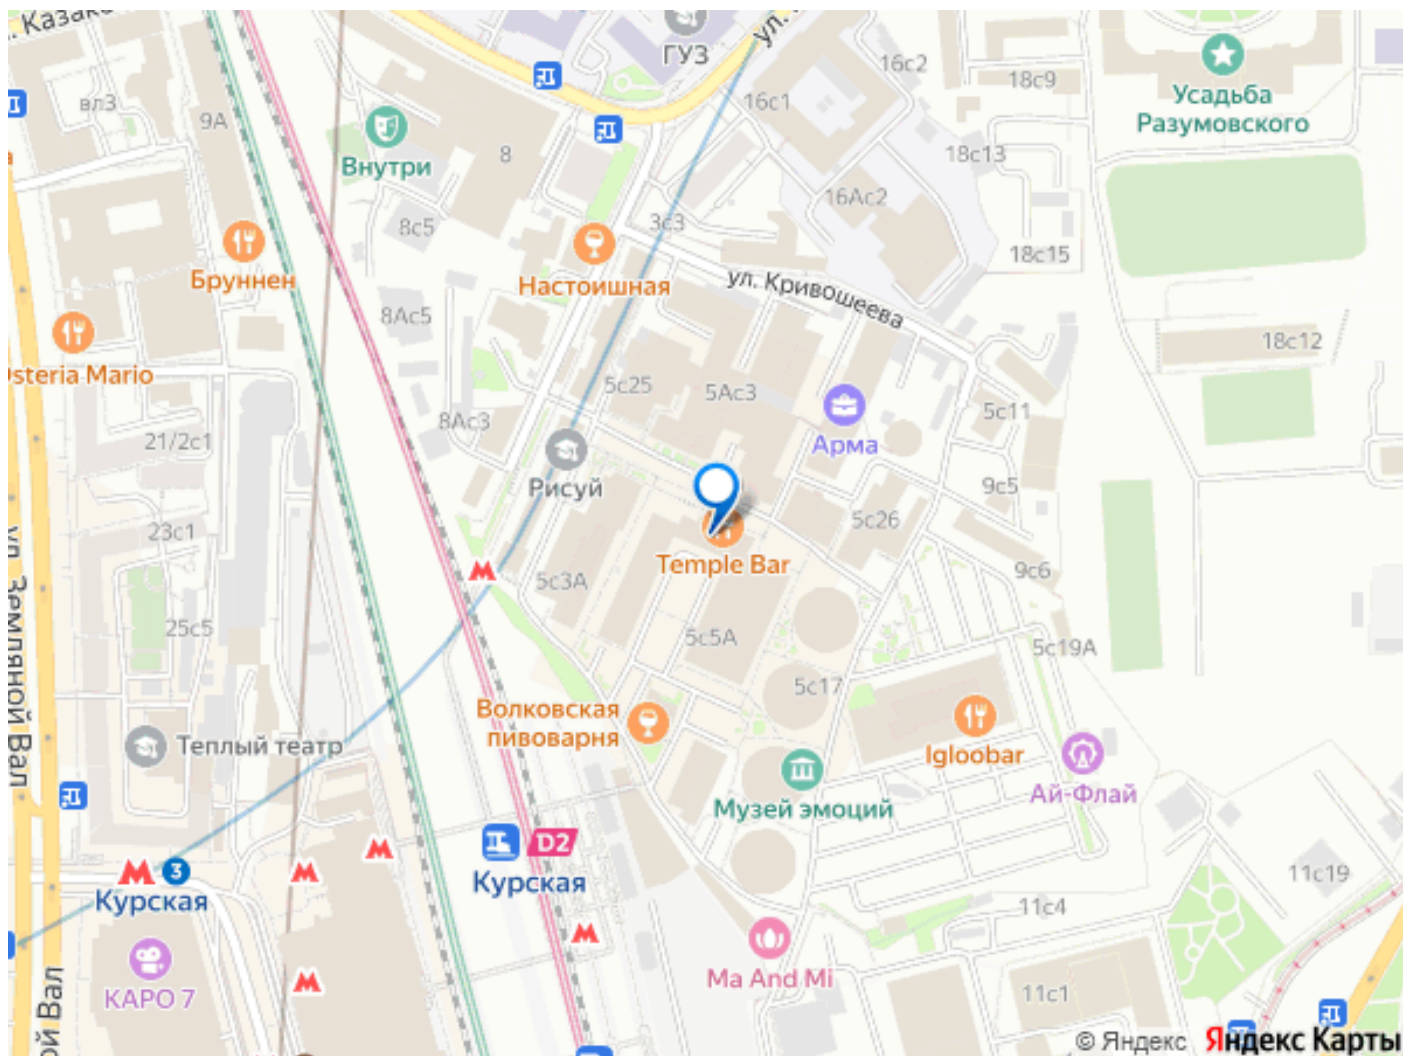 . Казако
вл3
9А
Внутри
8
8с5
Бруннен
Osteria Mario
8Ас5
Настоишная
ГУЗ
ул.
16с1
16с2
3с3
16Ас2
18с9
18с13
18с15
Усадьба
Разумовского
ул. Кривошеева
18с12
5с25
5Ас3
Арма
5с11
9с5
8Ас3
Рисуй
21/2с1
23с1
25с5
ул. Земляной Вал
5с3А
Temple Bar
5с26
9с6
5с19А
5с5А
5с17
Волковская
пивоварня
Igloobar
Ай-Флай
Музей эмоций
Теплый театр
М 3
Курская
D2
Курская
М
М
М
М
М
КАРО 7
ой Вал
Ma And Mi
11с4
11с19
11с1
© Яндекс Яндекс Карты